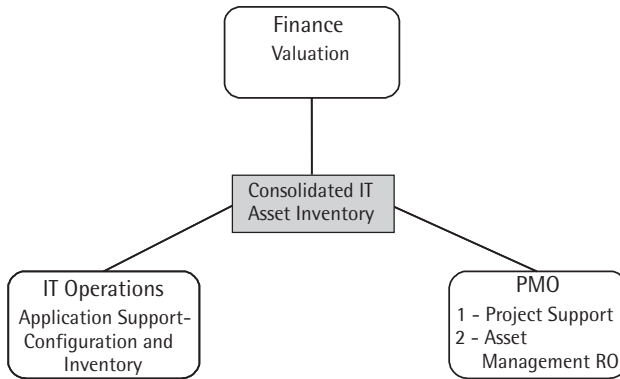 Finance
Valuation
Consolidated IT
Asset Inventory
IT Operations
Application Support-
Configuration and
Inventory
PMO
1 - Project Support
2 - Asset
Management RO